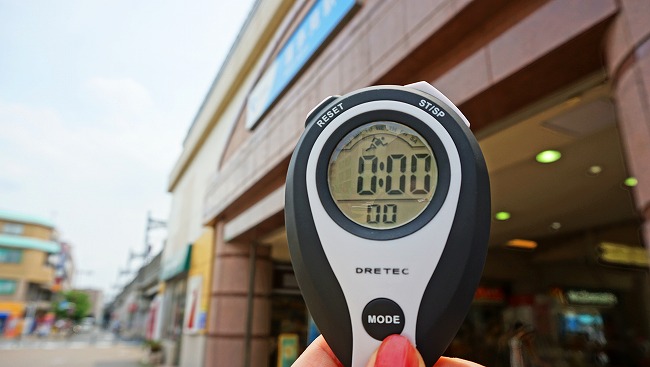 RESET
ST/SP
0:00
00
DRETEC
MODE